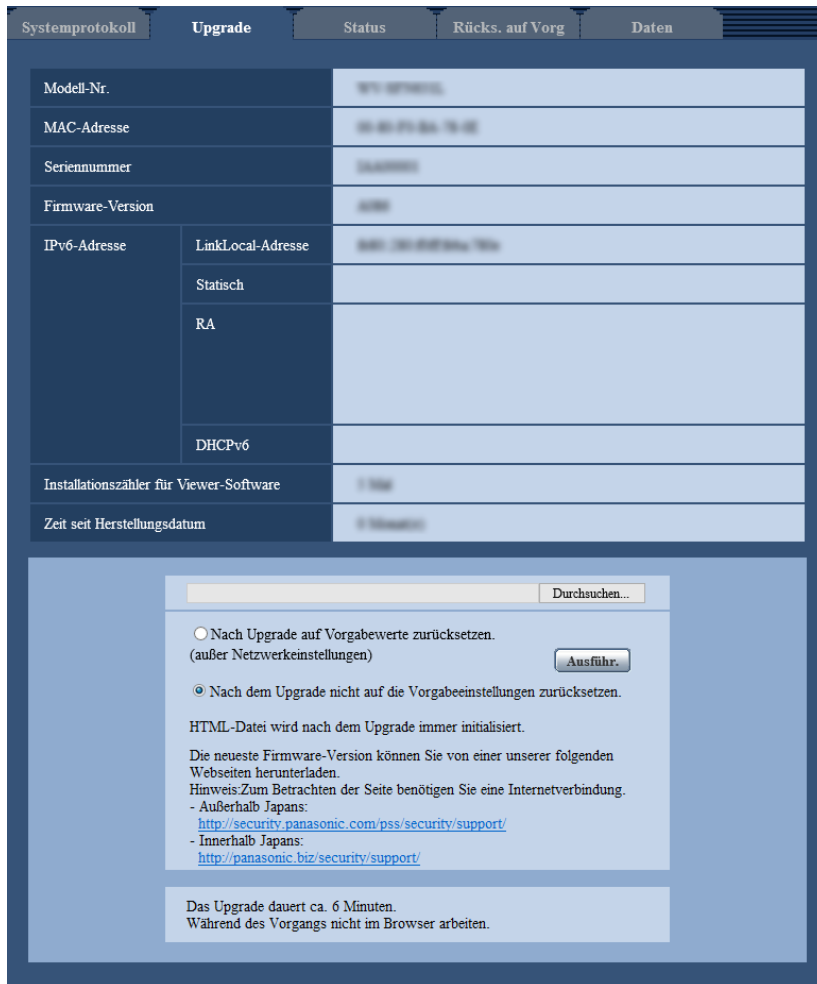 Systemprotokoll Upgrade Status Rücks. auf Vorg Daten
Modell-Nr.
MAC-Adresse
Seriennummer
Firmware-Version
IPv6-Adresse LinkLocal-Adresse
Statisch
RA
DHCPv6
Installationszähler für Viewer-Software
Zeit seit Herstellungsdatum
Durchsuchen...
Nach Upgrade auf Vorgabewerte zurücksetzen.
(außer Netzwerkeinstellungen)
Ausführ.
Nach dem Upgrade nicht auf die Vorgabeeinstellungen zurücksetzen.
HTML-Datei wird nach dem Upgrade immer initialisiert.
Die neueste Firmware-Version können Sie von einer unserer folgenden
Webseiten herunterladen.
Hinweis:Zum Betrachten der Seite benötigen Sie eine Internetverbindung.
- Außerhalb Japans:
http://security.panasonic.com/pss/security/support/
- Innerhalb Japans:
http://panasonic.biz/security/support/
Das Upgrade dauert ca. 6 Minuten.
Während des Vorgangs nicht im Browser arbeiten.